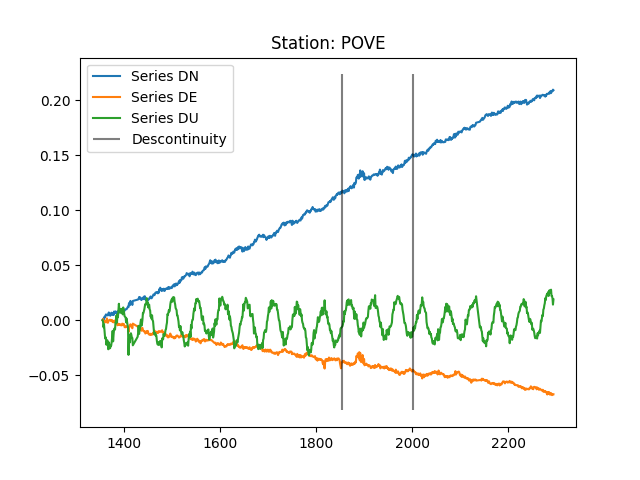 Station: POVE
Series DN
Series DE
Series DU
Descontinuity
0.20
0.15
0.10
0.05
0.00
−0.05
1400 1600 1800 2000 2200